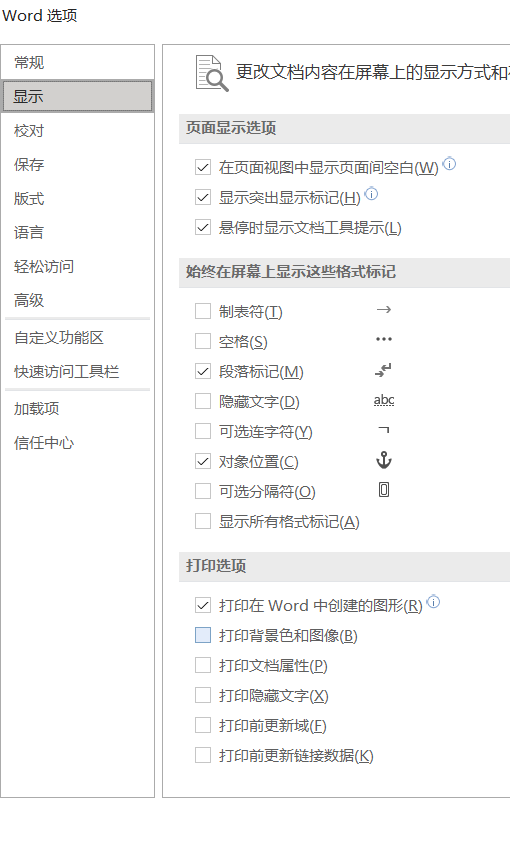 Word 选项
常规
显示
校对
保存
版式
语言
轻松访问
高级
自定义功能区
快速访问工具栏
加载项
信任中心
更改文档内容在屏幕上的显示方式和
页面显示选项
在页面视图中显示页面间空白(W)
显示突出显示标记(H)
悬停时显示文档工具提示(L)
始终在屏幕上显示这些格式标记
制表符(T)
空格(S)
段落标记(M)
隐藏文字(D) abc
可选连字符(Y)
对象位置(C)
可选分隔符(O)
显示所有格式标记(A)
打印选项
打印在 Word 中创建的图形(R)
打印背景色和图像(B)
打印文档属性(P)
打印隐藏文字(X)
打印前更新域(F)
打印前更新链接数据(K)